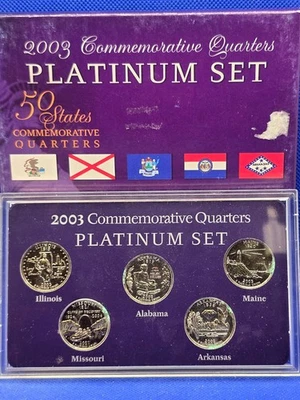 2003 Commemorative Quarters
PLATINUM SET
50 States
COMMEMORATIVE
QUARTERS
2003 Commemorative Quarters
PLATINUM SET
Illinois
Alabama
Maine
Missouri
Arkansas